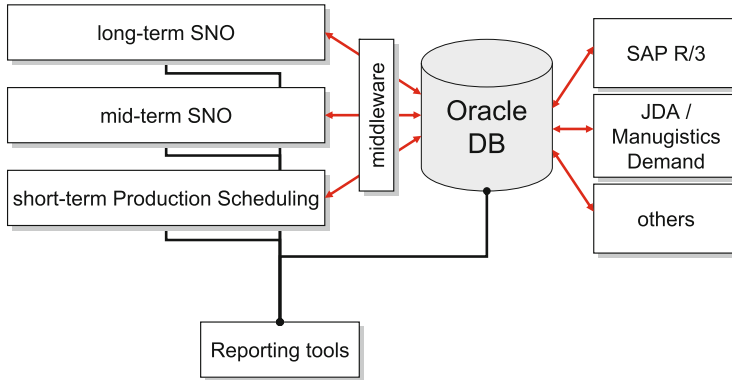 long-term SNO
mid-term SNO
short-term Production Scheduling
middleware
Oracle
DB
SAP R/3
JDA /
Manugistics
Demand
others
Reporting tools